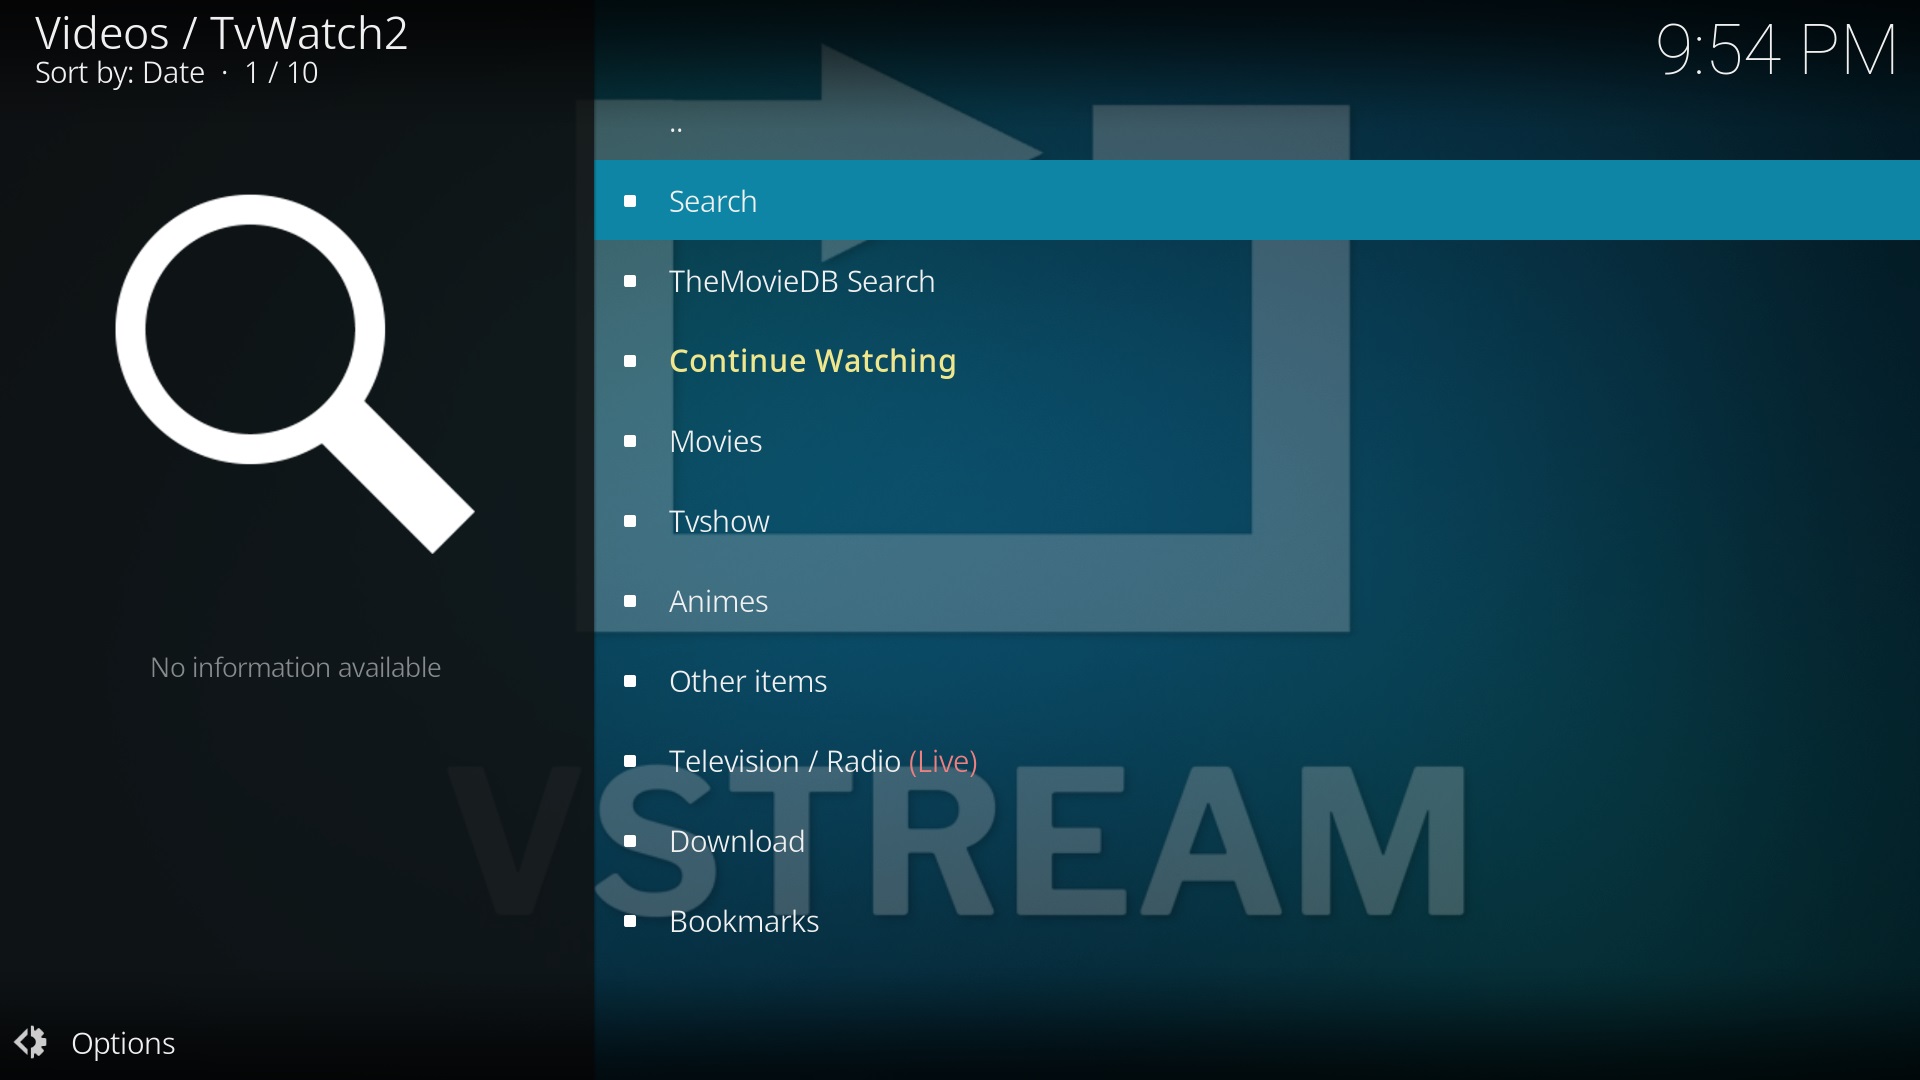 Videos / TvWatch2
Sort by: Date · 1 / 10
9:54 PM
..
Search
TheMovieDB Search
Continue Watching
Movies
Tvshow
Animes
Other items
Television / Radio (Live)
Download
Bookmarks
VSTREAM
No information available
Options